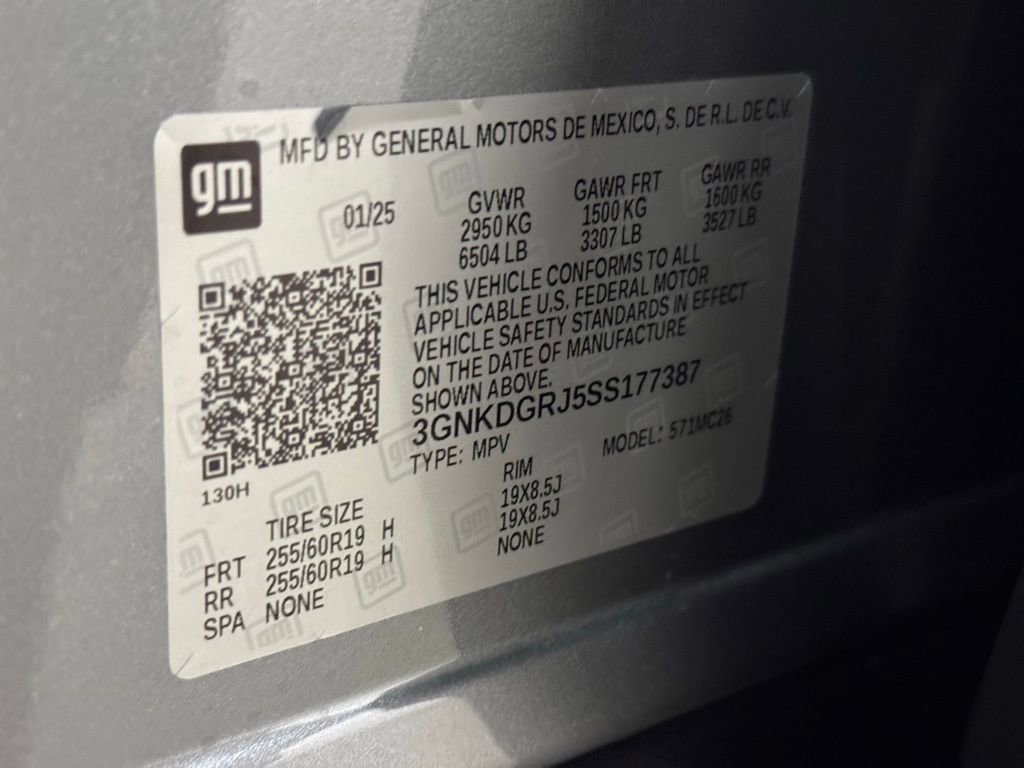 gm
MFD BY GENERAL MOTORS DE MEXICO, S. DE R.L. DE C.V.
01/25
GVWR
2950 KG
6504 LB
GAWR FRT
1500 KG
3307 LB
GAWR RR
1600 KG
3527 LB
THIS VEHICLE CONFORMS TO ALL
APPLICABLE U.S. FEDERAL MOTOR
VEHICLE SAFETY STANDARDS IN EFFECT
ON THE DATE OF MANUFACTURE
SHOWN ABOVE.
3GNKDGRJ5SS177387
TYPE: MPV MODEL: 571MC26
130H
TIRE SIZE RIM
FRT 255/60R19 H 19X8.5J
RR 255/60R19 H 19X8.5J
SPA NONE NONE